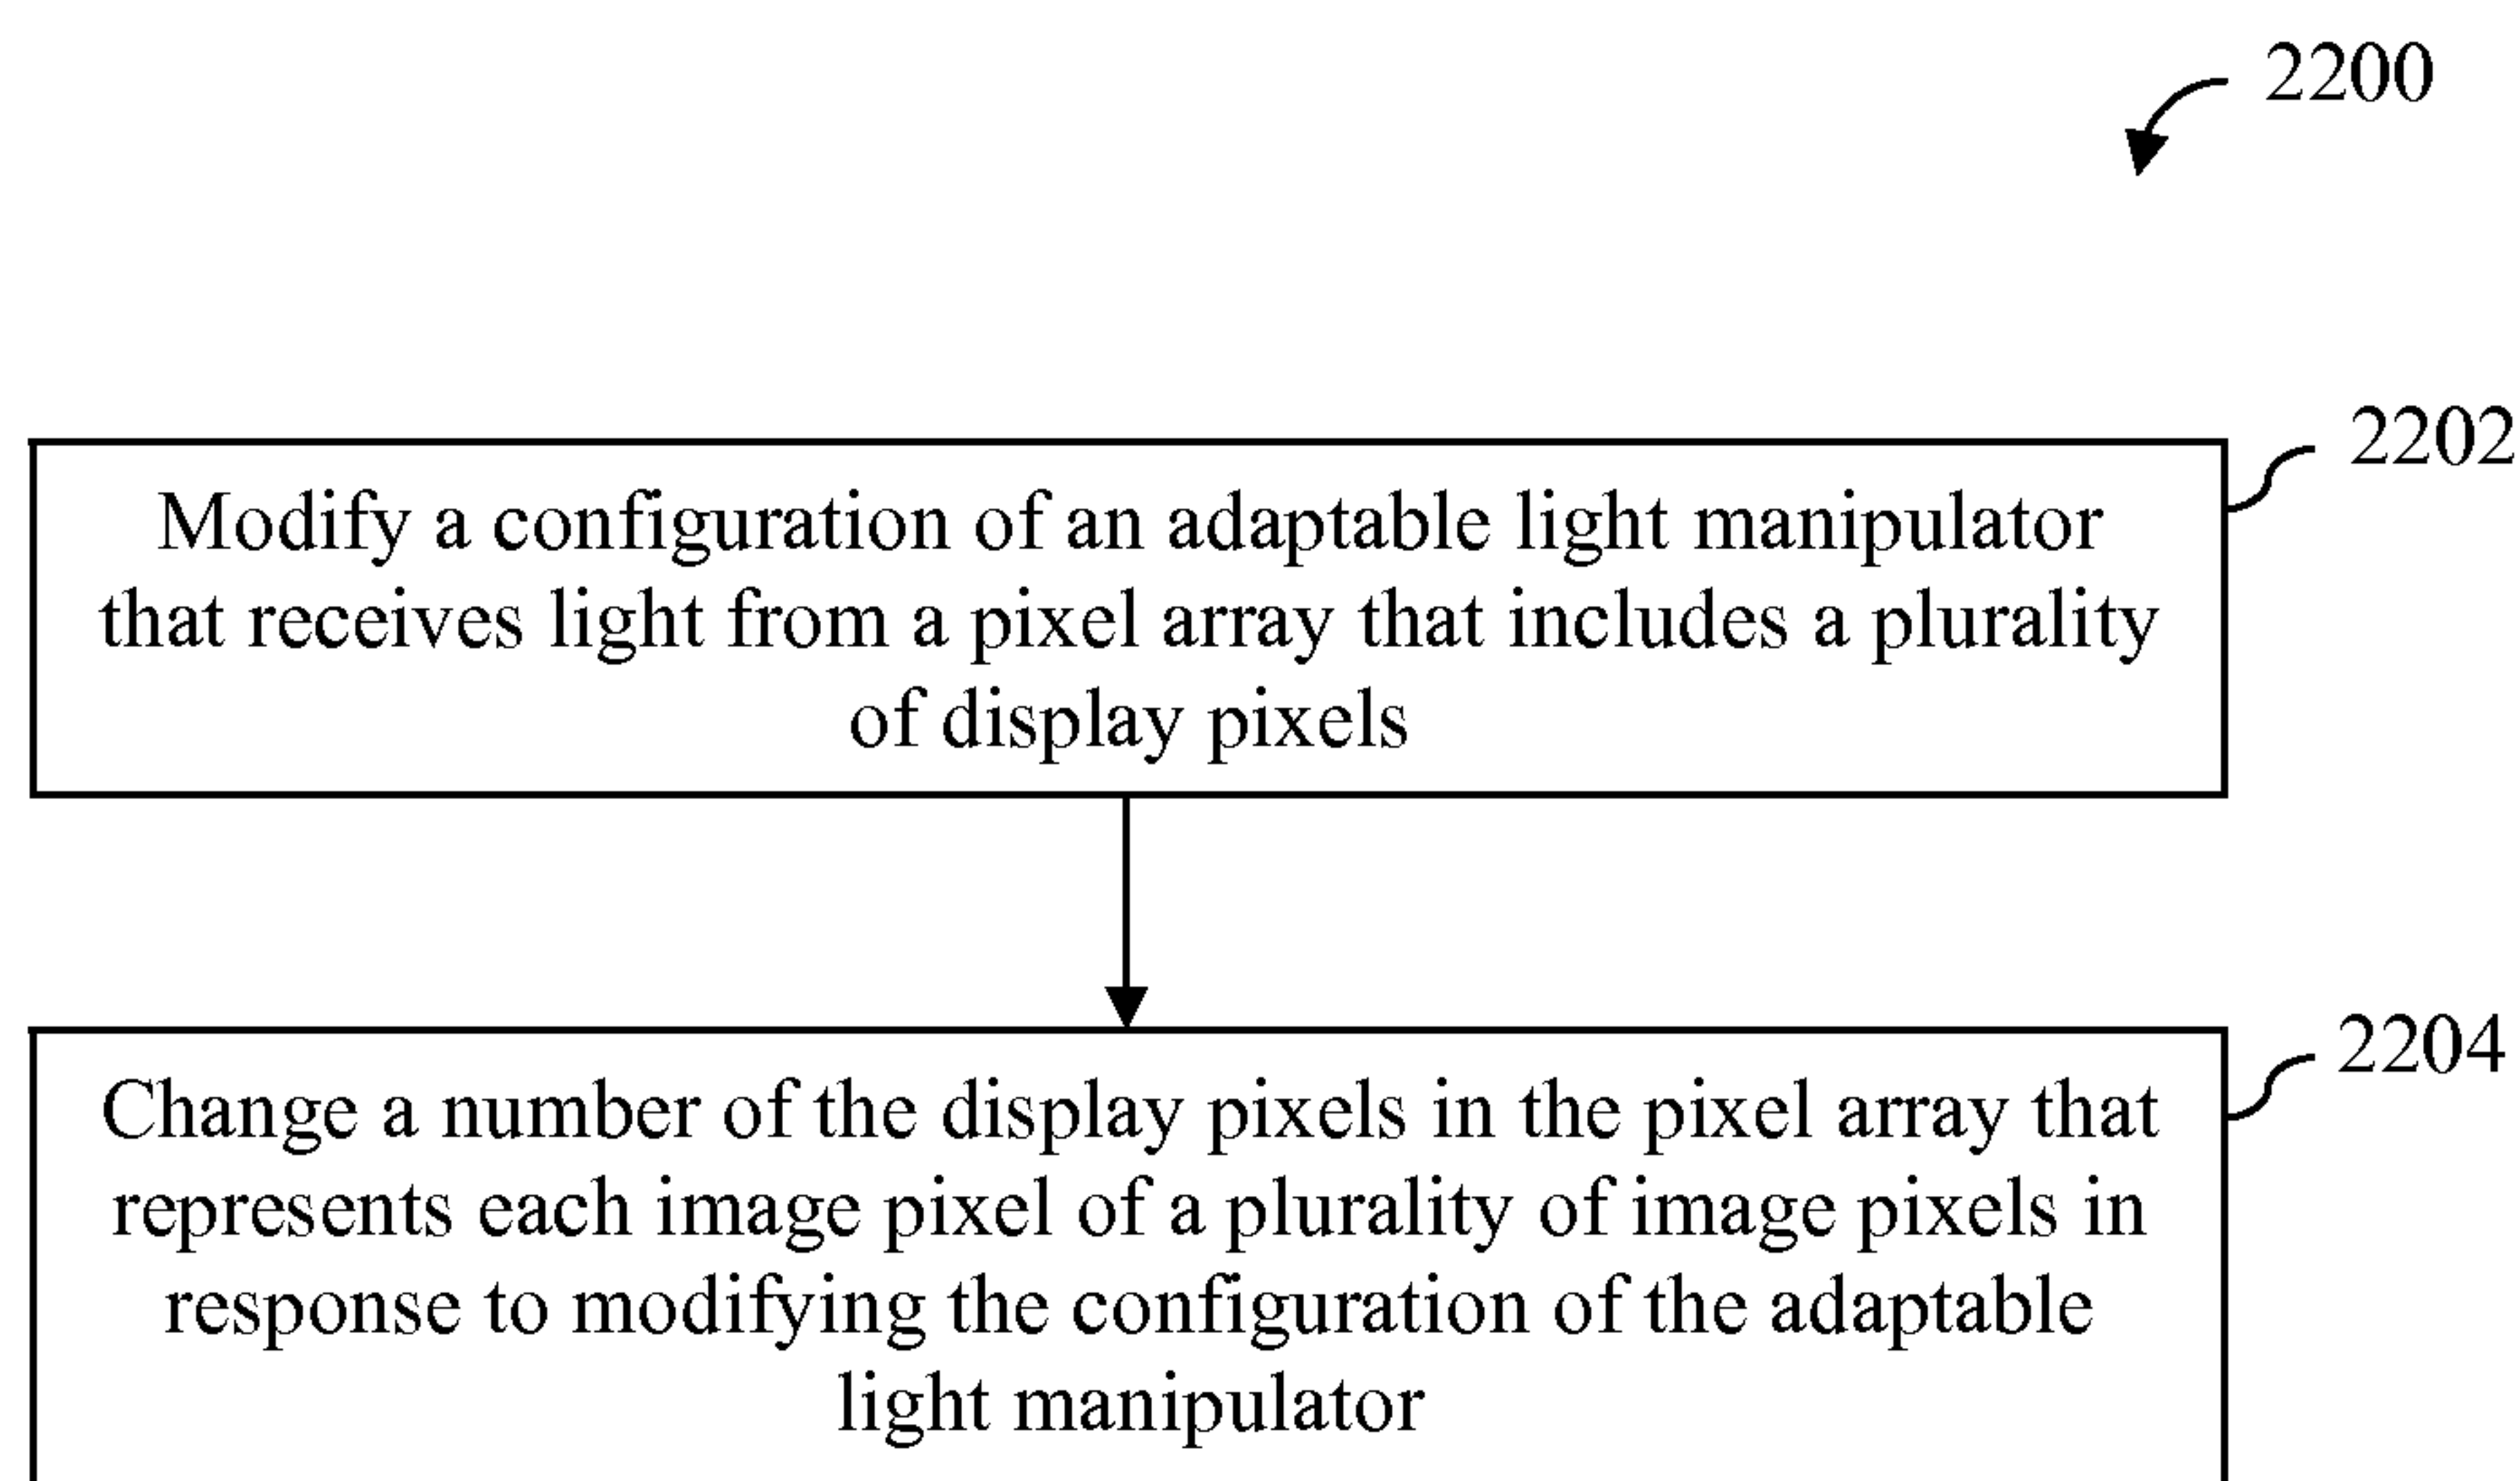 2200
2202
Modify a configuration of an adaptable light manipulator
that receives light from a pixel array that includes a plurality
of display pixels
2204
Change a number of the display pixels in the pixel array that
represents each image pixel of a plurality of image pixels in
response to modifying the configuration of the adaptable
light manipulator